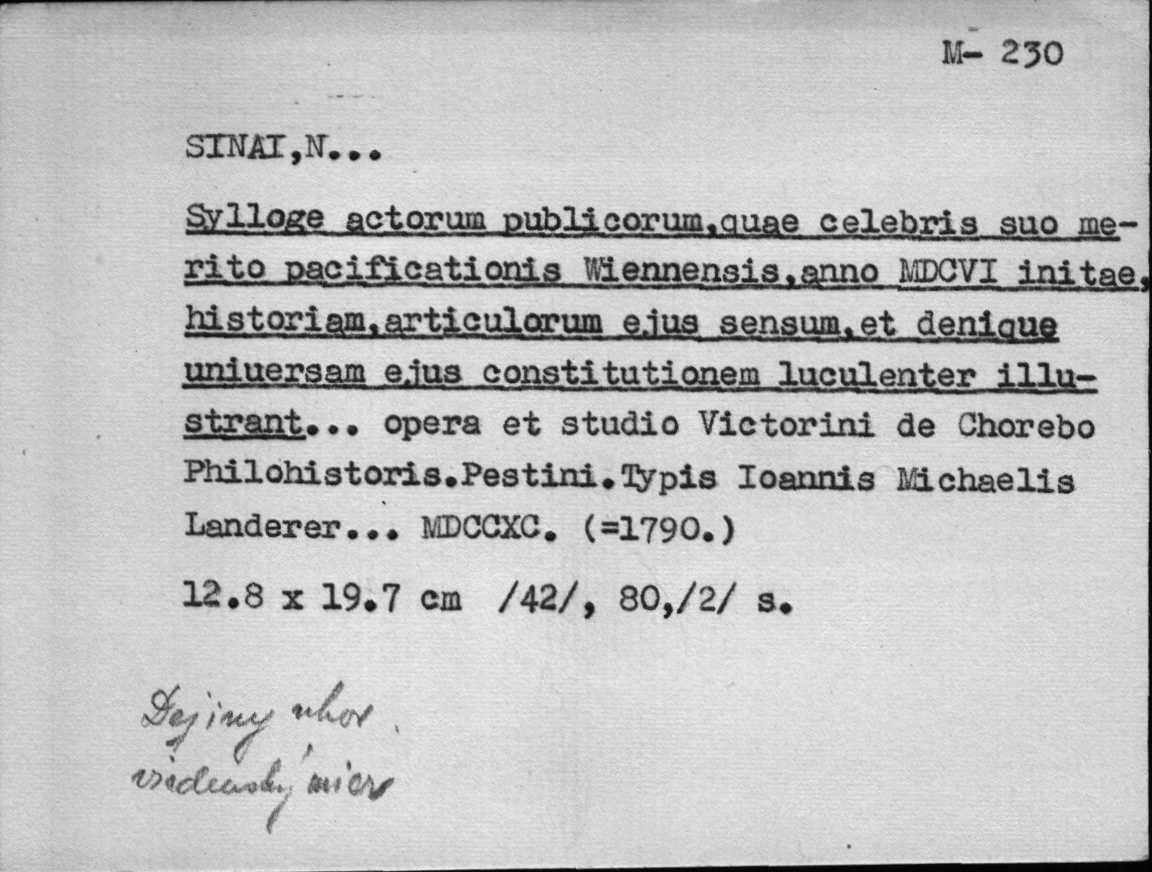 M- 230
SINAI,N...
Sylloge actorum publicorum,quae celebris suo me-
rito pacificationis Wiennensis,anno MDCVI initae,
historiam,articulorum ejus sensum,et denique
uniuersam ejus constitutionem luculenter illu-
strant... opera et studio Victorini de Chorebo
Philohistoris.Pestini.Typis Ioannis Michaelis
Landerer... MDCCXC. (=1790.)
12.8 x 19.7 cm /42/, 80,/2/ s.
Dejiny uhor.
viedenský mier